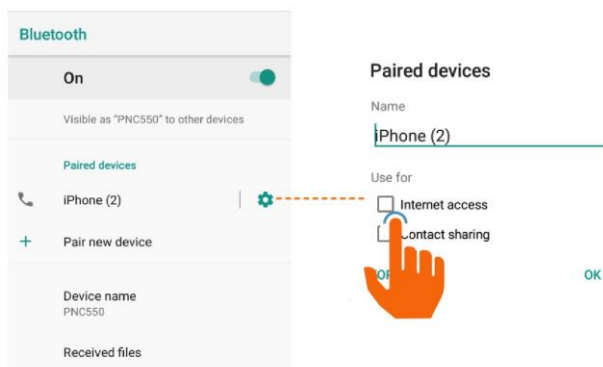 Bluetooth
On
Visible as "PNC550" to other devices
Paired devices
iPhone (2)
Pair new device
Device name
PNC550
Received files
Paired devices
Name
iPhone (2)
Use for
Internet access
Contact sharing
OK